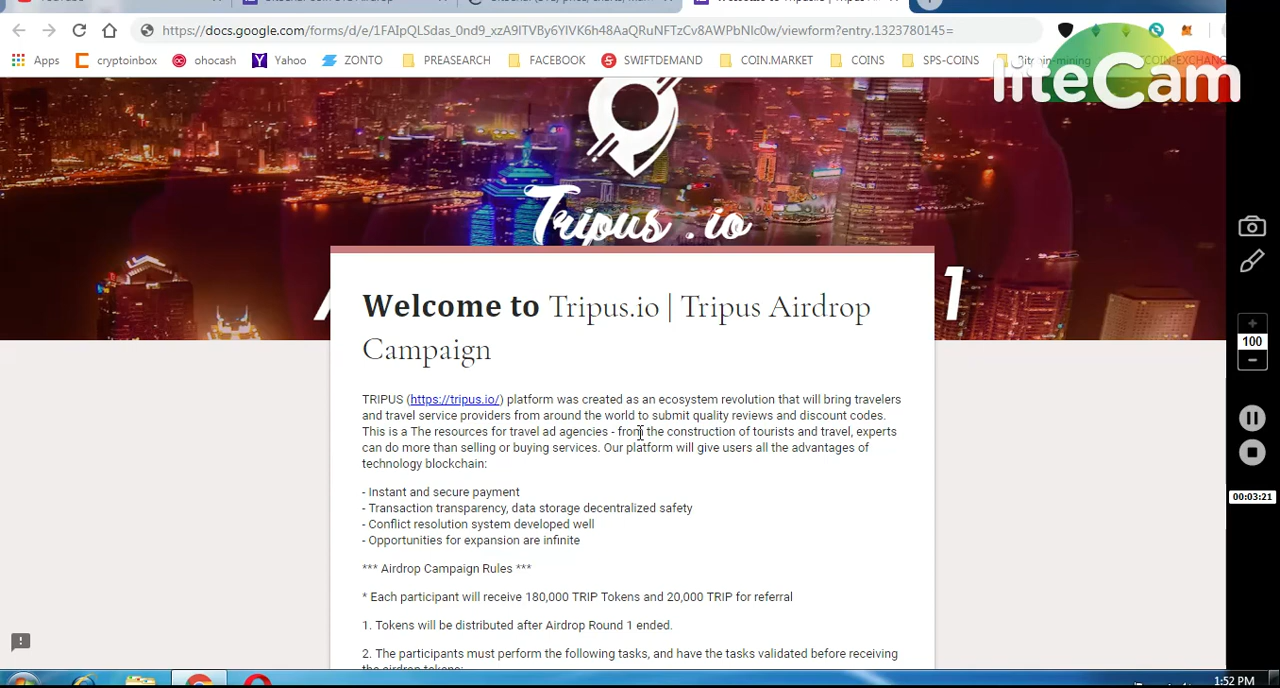 https://docs.google.com/forms/d/e/1FAIpQLSdas_0nd9_xzA9ITVBy6YIVK6h48AaQRuNFTzCv8AWPbNIc0w/viewform?entry.1323780145=
Apps cryptoinbox ohocash Yahoo ZONTO PREASEARCH FACEBOOK SWIFTDEMAND COIN.MARKET COINS SPS-COINS Bitcoin-mining
liteCam
Tripus .io
1
Welcome to Tripus.io | Tripus Airdrop
Campaign
TRIPUS (https://tripus.io/) platform was created as an ecosystem revolution that will bring travelers
and travel service providers from around the world to submit quality reviews and discount codes.
This is a The resources for travel ad agencies - from the construction of tourists and travel, experts
can do more than selling or buying services. Our platform will give users all the advantages of
technology blockchain:
- Instant and secure payment
- Transaction transparency, data storage decentralized safety
- Conflict resolution system developed well
- Opportunities for expansion are infinite
*** Airdrop Campaign Rules ***
* Each participant will receive 180,000 TRIP Tokens and 20,000 TRIP for referral
1. Tokens will be distributed after Airdrop Round 1 ended.
2. The participants must perform the following tasks, and have the tasks validated before receiving
the airdrop tokens:
100
00:03:21
1:52 PM